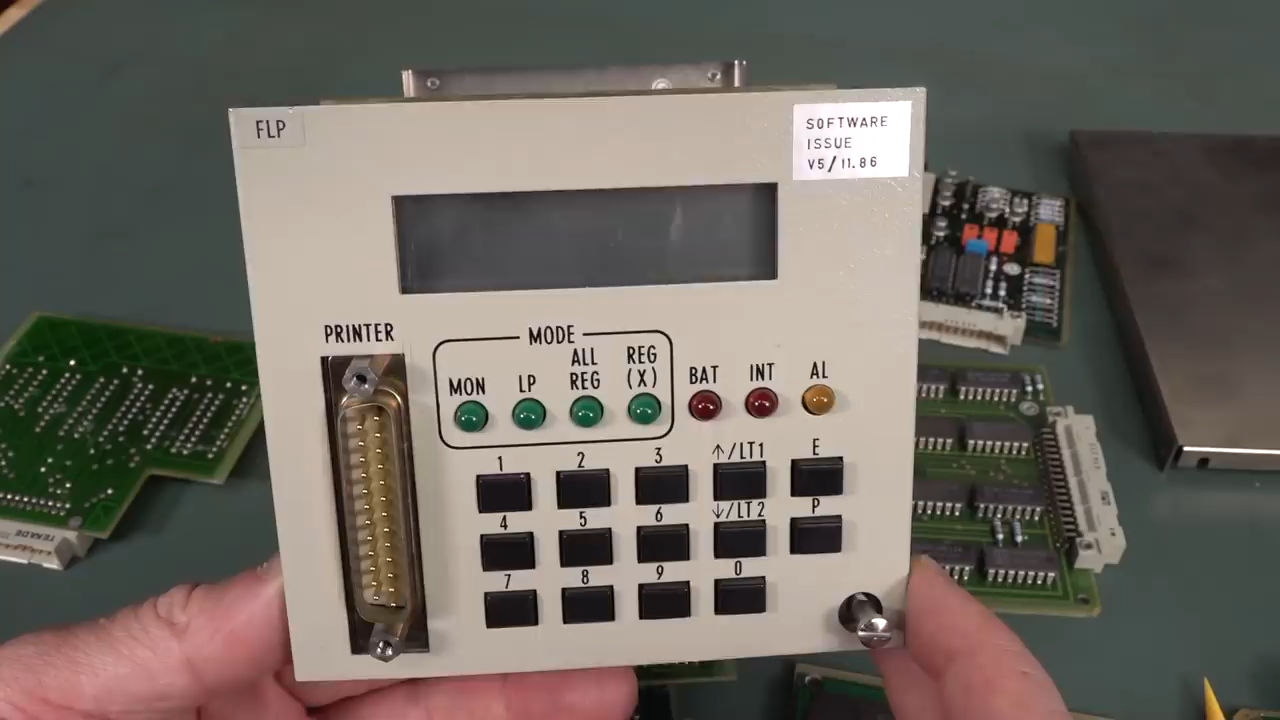 FLP
SOFTWARE
ISSUE
V5/11.86
PRINTER
MODE
MON
LP
ALL
REG
REG
(X)
BAT
INT
AL
1
2
3
↑/LT1
E
4
5
6
↓/LT2
P
7
8
9
0
TEKADE